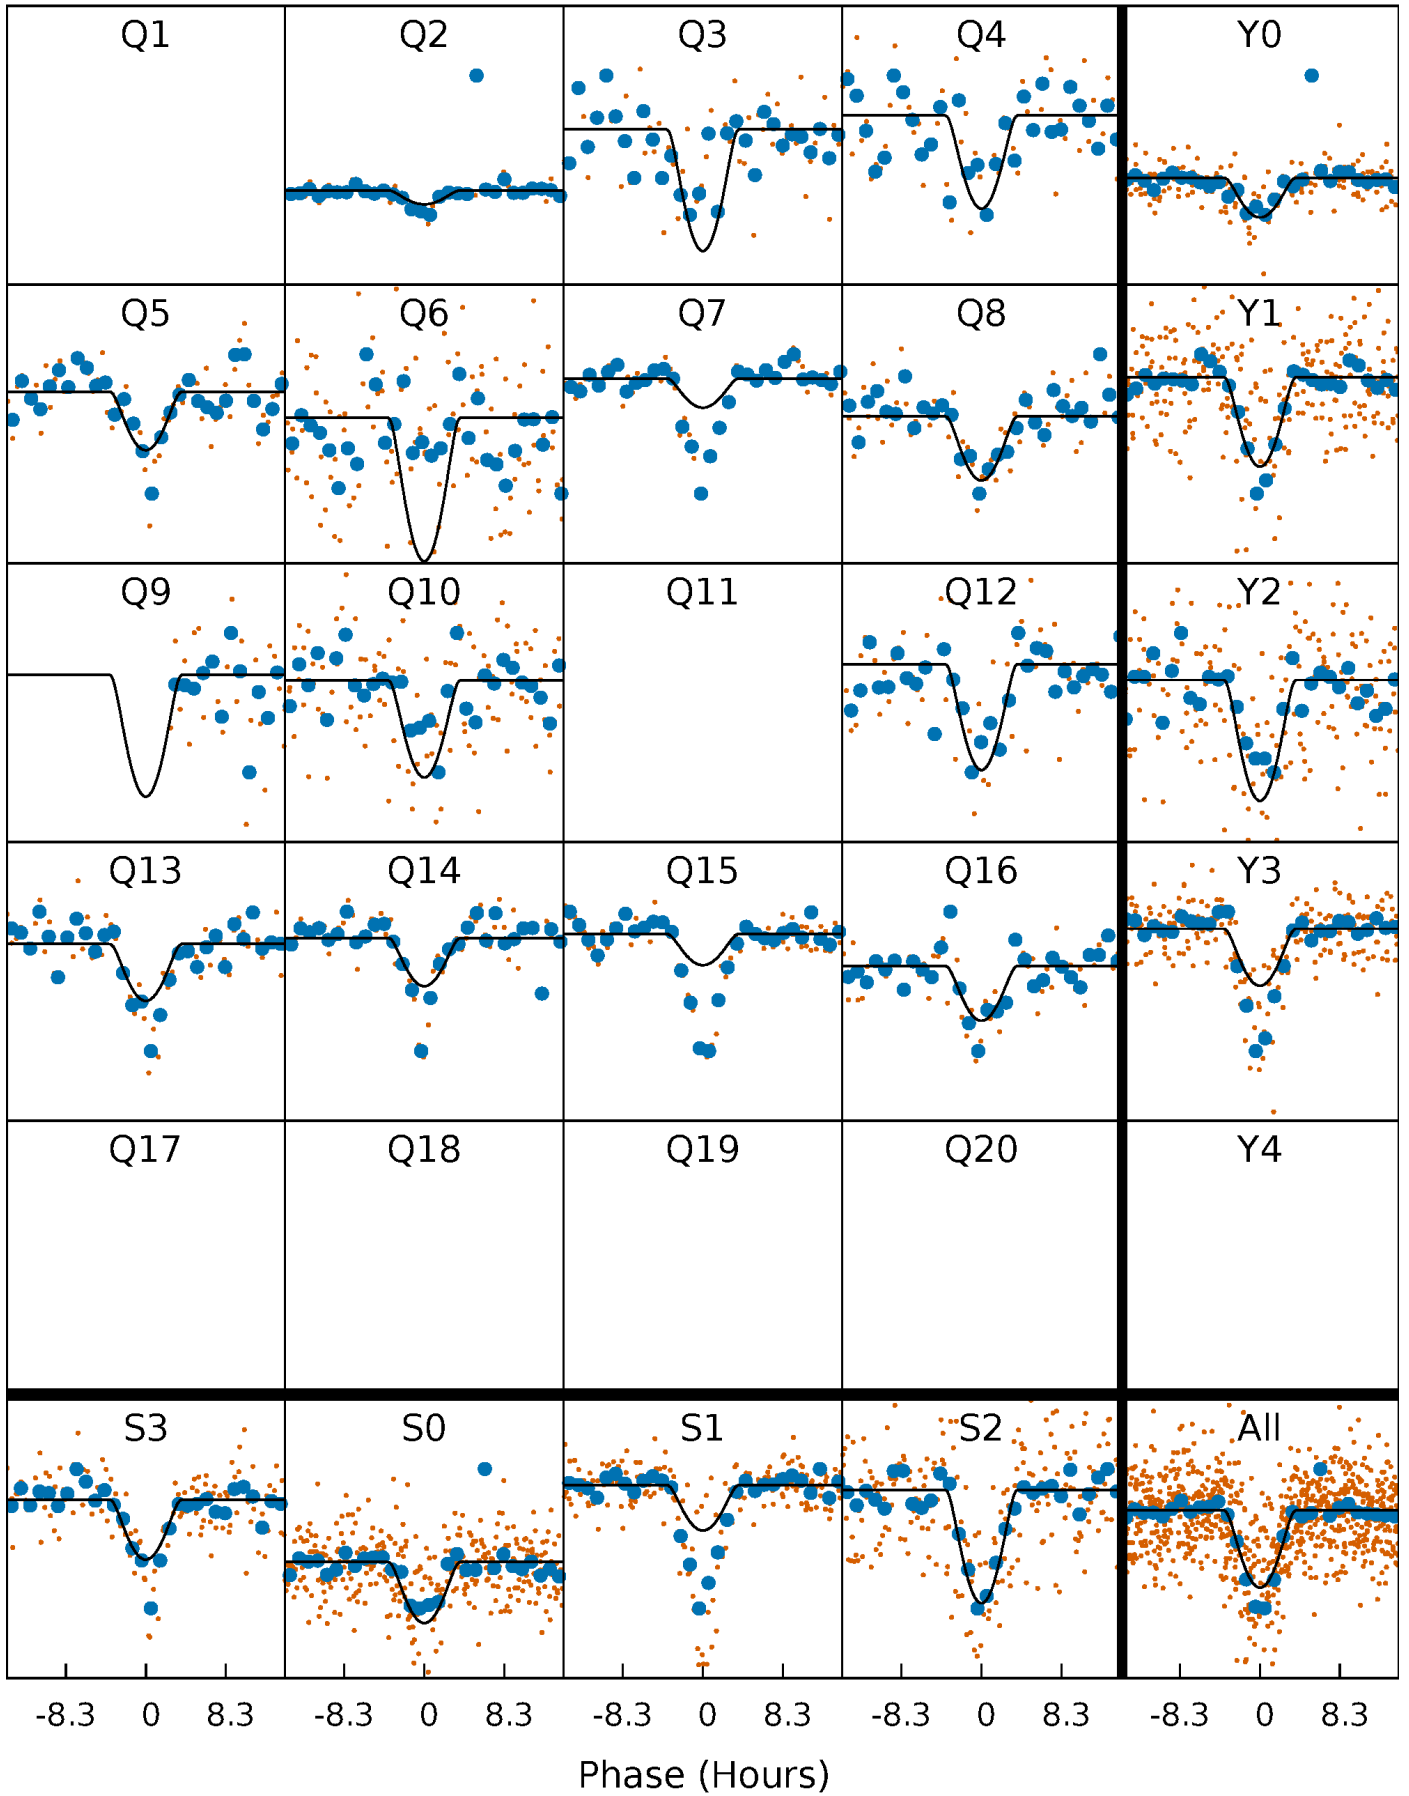 Q1 Q2 Q3 Q4 Y0
Q5 Q6 Q7 Q8 Y1
Q9 Q10 Q11 Q12 Y2
Q13 Q14 Q15 Q16 Y3
Q17 Q18 Q19 Q20 Y4
S3 S0 S1 S2 All
-8.3 0 8.3 -8.3 0 8.3 -8.3 0 8.3 -8.3 0 8.3 -8.3 0 8.3
Phase (Hours)